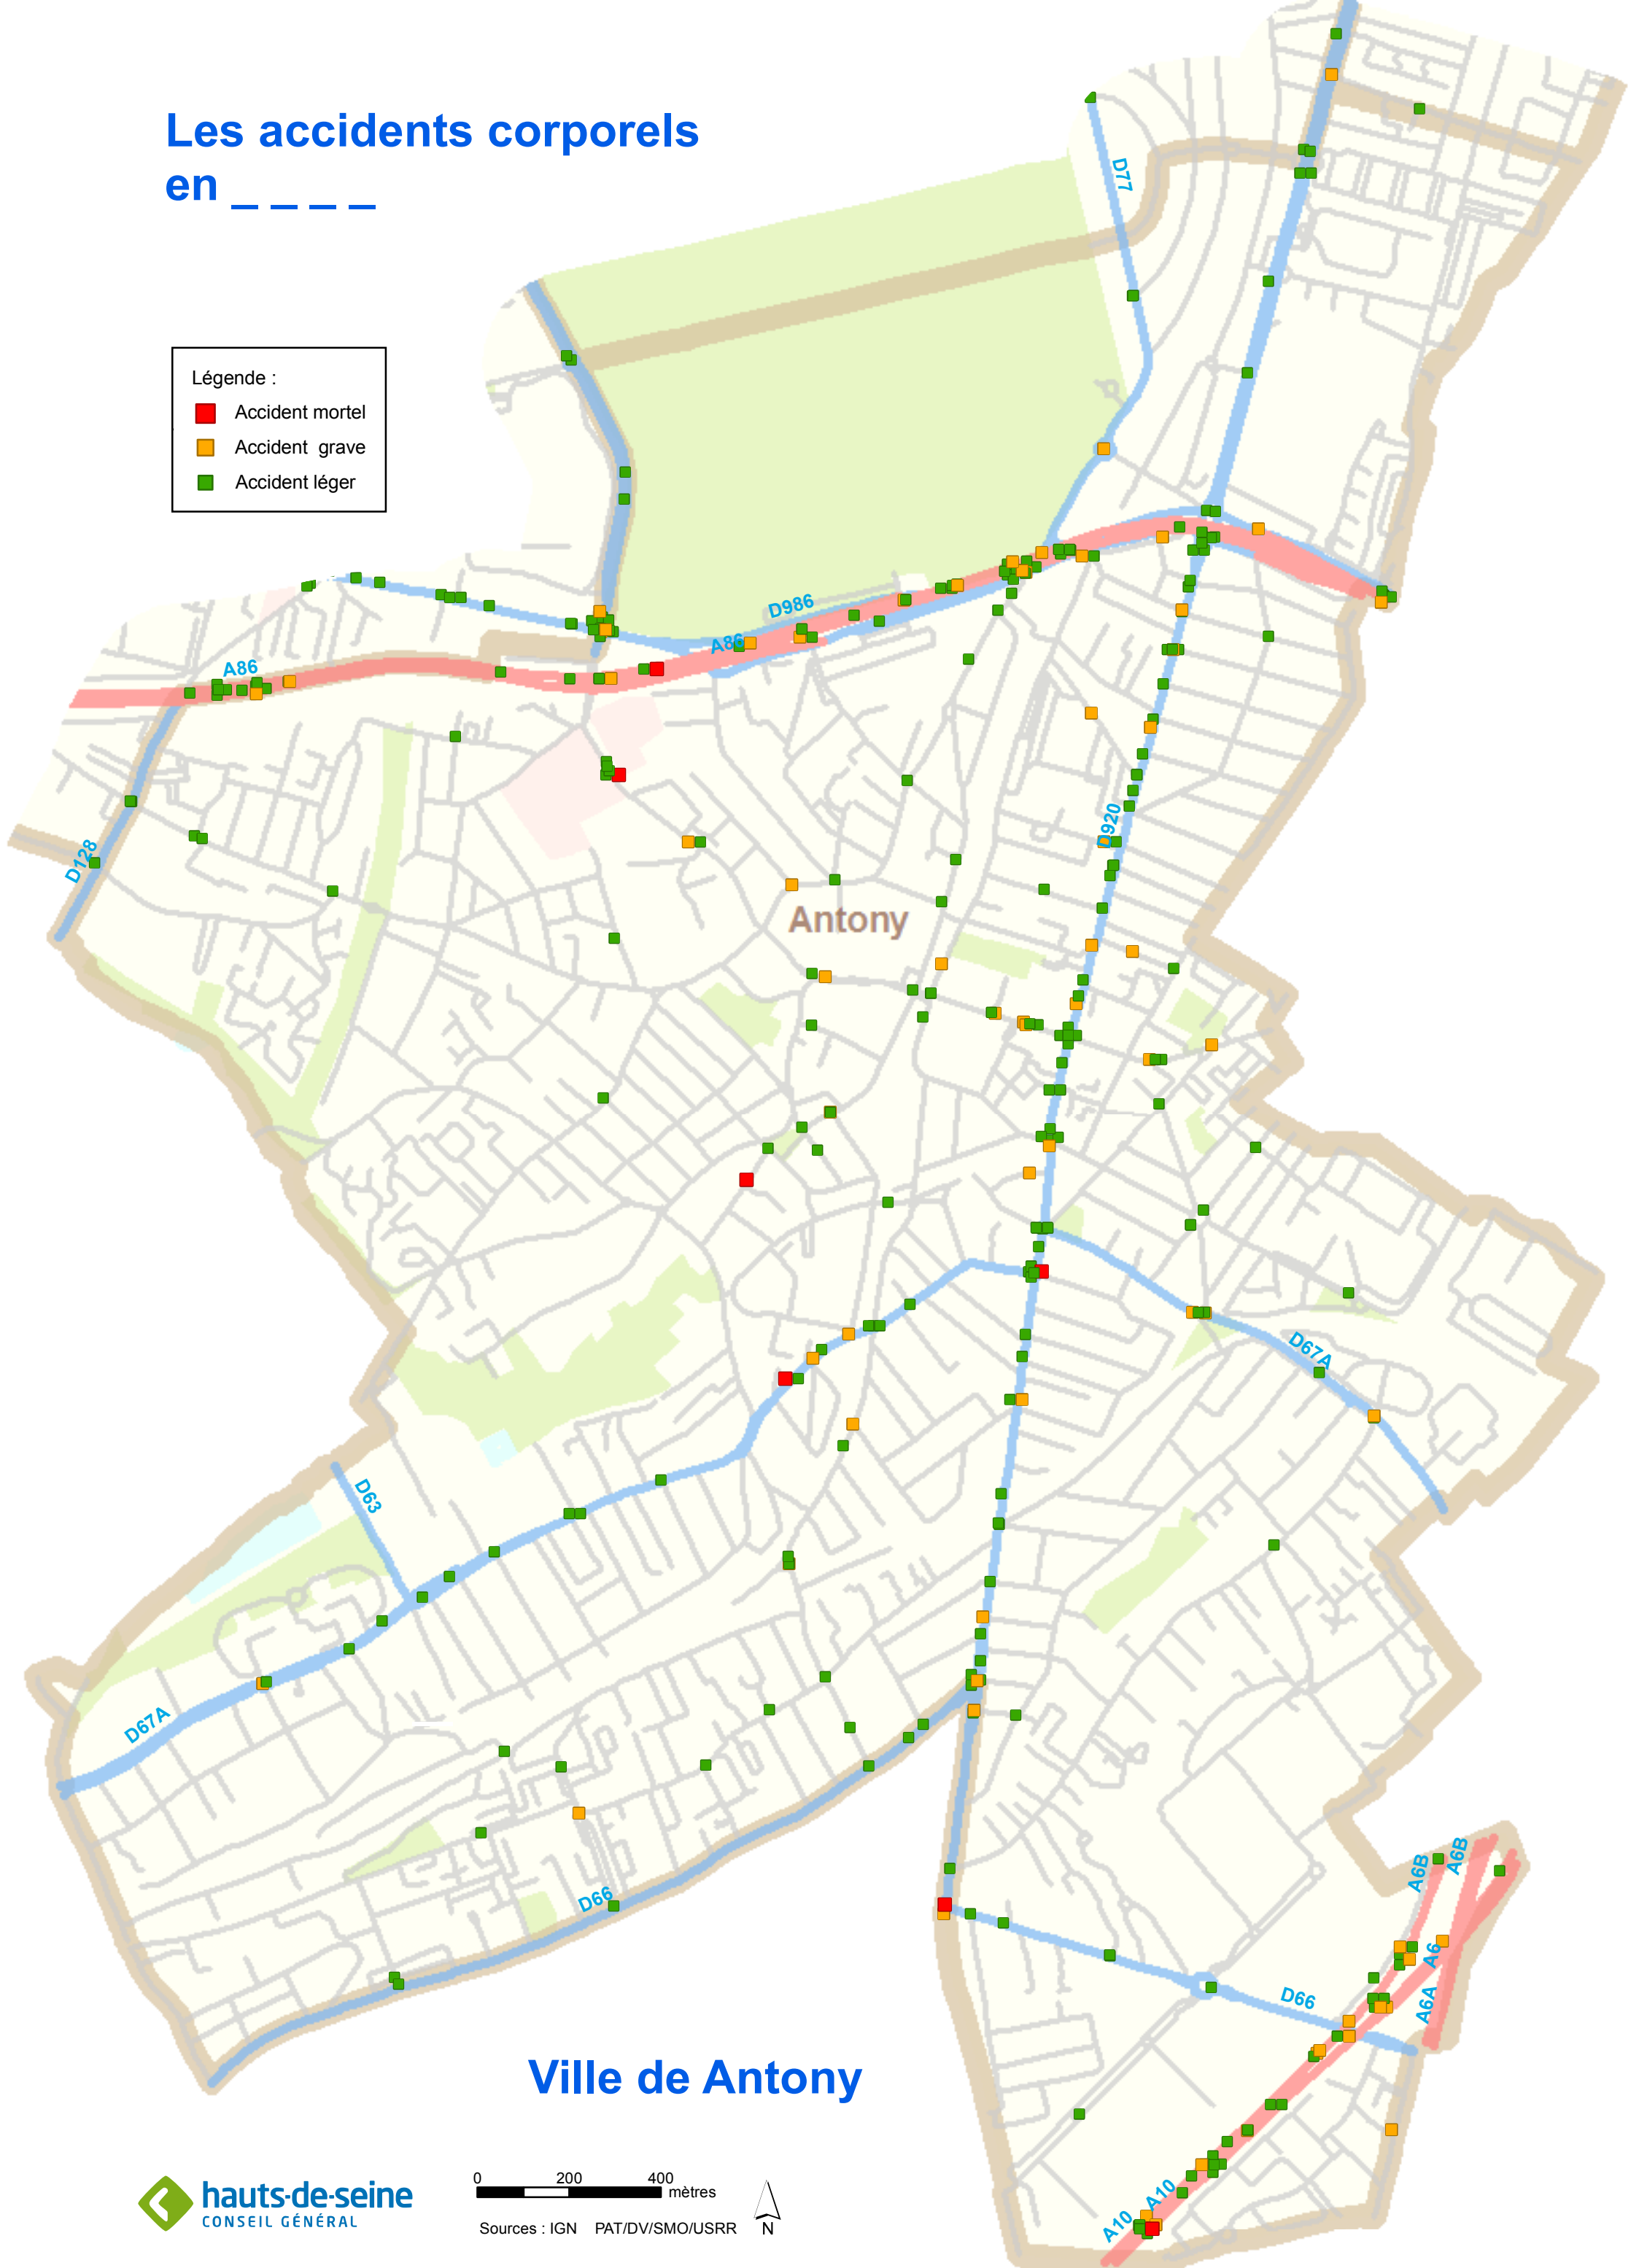 Les accidents corporels
en _ _ _ _
D77
Légende :
Accident mortel
Accident grave
Accident léger
D986
A86
A86
D920
D128
Antony
D67A
D63
D67A
A6B
A6B
D66
A6
D66
A6A
Ville de Antony
A10
A10
hauts-de-seine
CONSEIL GÉNÉRAL
0 200 400
mètres
Sources : IGN PAT/DV/SMO/USRR
N